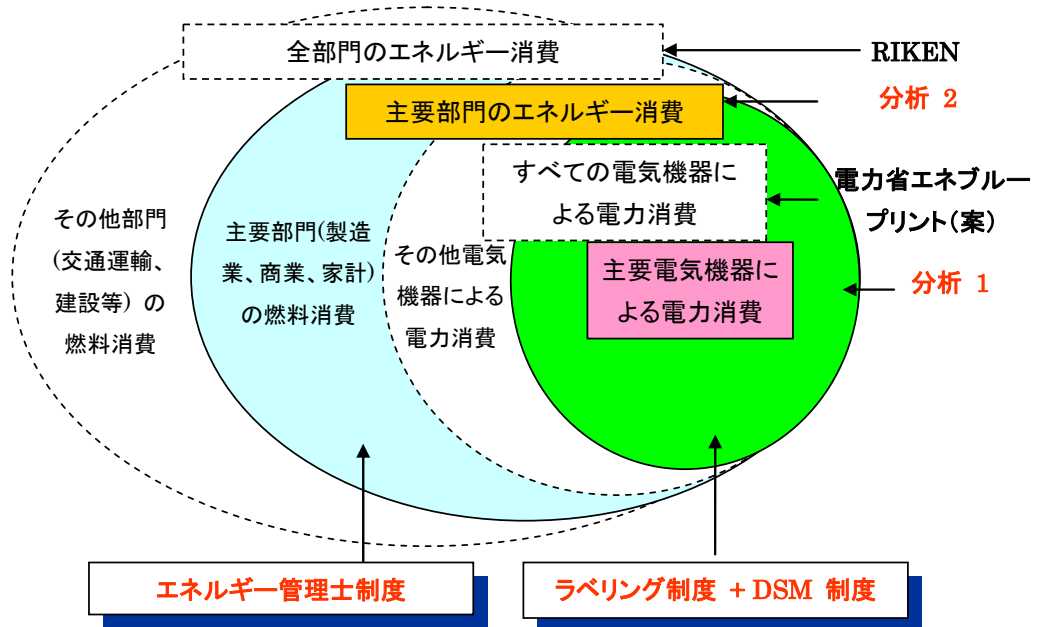 全部門のエネルギー消費
RIKEN
主要部門のエネルギー消費
分析 2
すべての電気機器に
よる電力消費
電力省エネブルー
プリント(案)
その他部門
(交通運輸、
建設等) の
燃料消費
主要部門(製造
業、商業、家計)
の燃料消費
その他電気
機器による
電力消費
主要電気機器に
よる電力消費
分析 1
エネルギー管理士制度
ラベリング制度 + DSM 制度